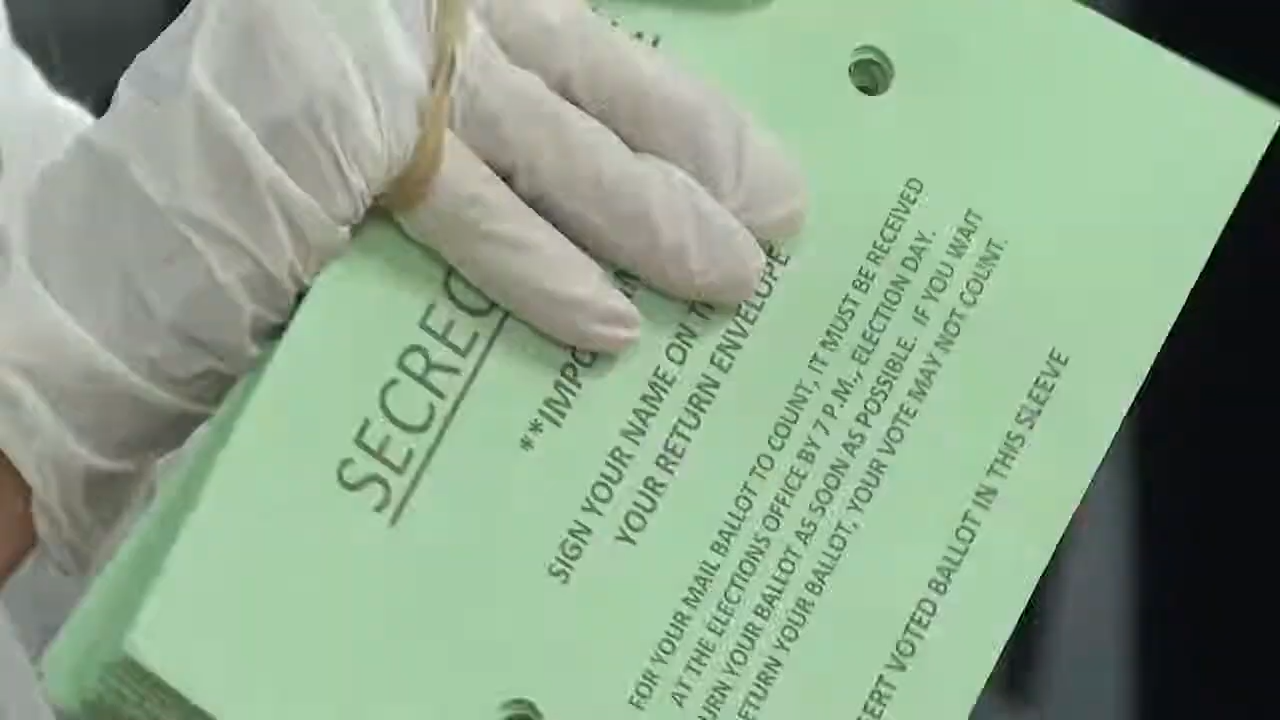 SECREC
**IMPO
SIGN YOUR NAME ON T
YOUR RETURN ENVELOPE
FOR YOUR MAIL BALLOT TO COUNT, IT MUST BE RECEIVED
AT THE ELECTIONS OFFICE BY 7 P.M., ELECTION DAY.
URN YOUR BALLOT AS SOON AS POSSIBLE. IF YOU WAIT
ETURN YOUR BALLOT, YOUR VOTE MAY NOT COUNT.
ERT VOTED BALLOT IN THIS SLEEVE